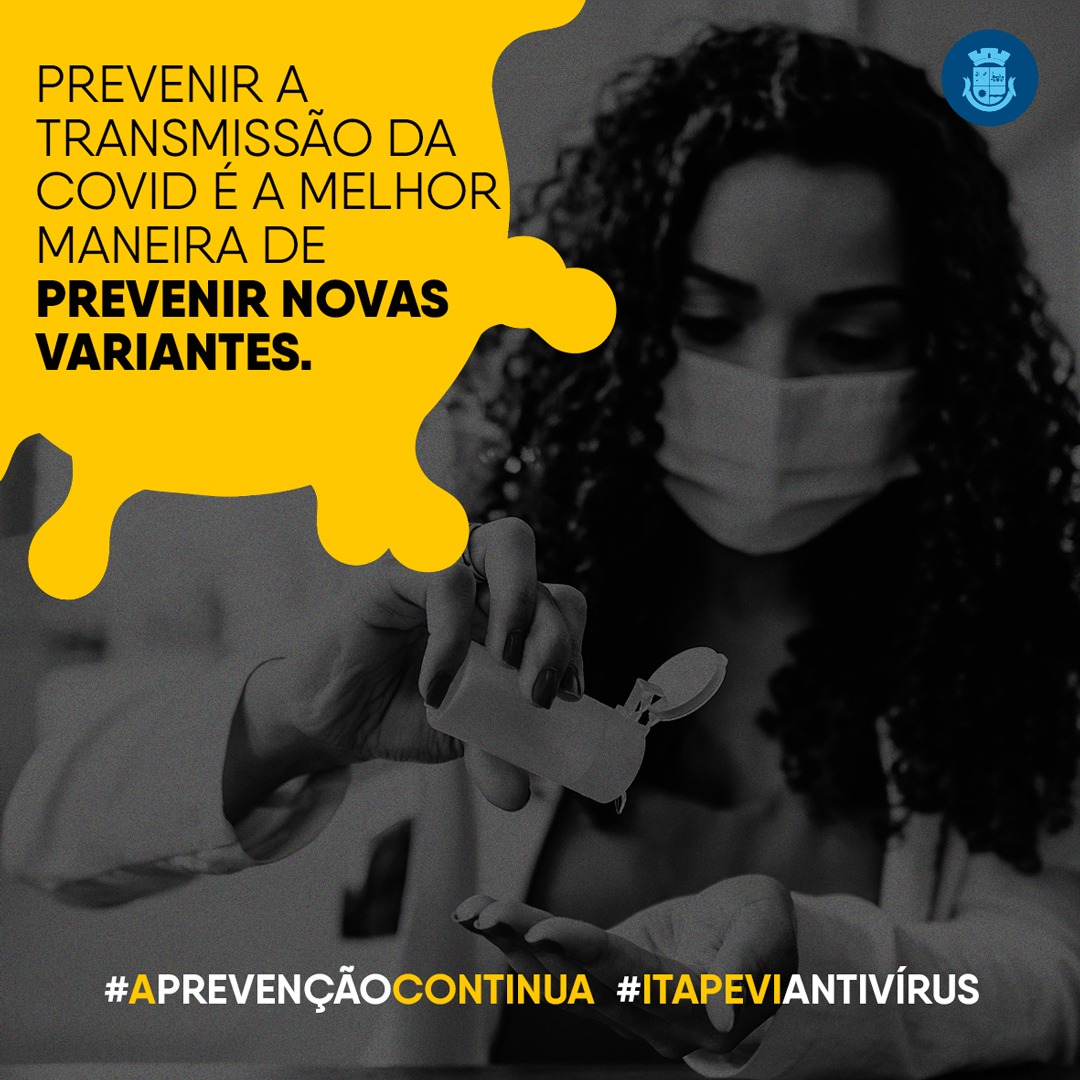 PREVENIR A
TRANSMISSÃO DA
COVID É A MELHOR
MANEIRA DE
PREVENIR NOVAS
VARIANTES.
#APREVENÇÃOCONTINUA #ITAPEVIANTIVÍRUS